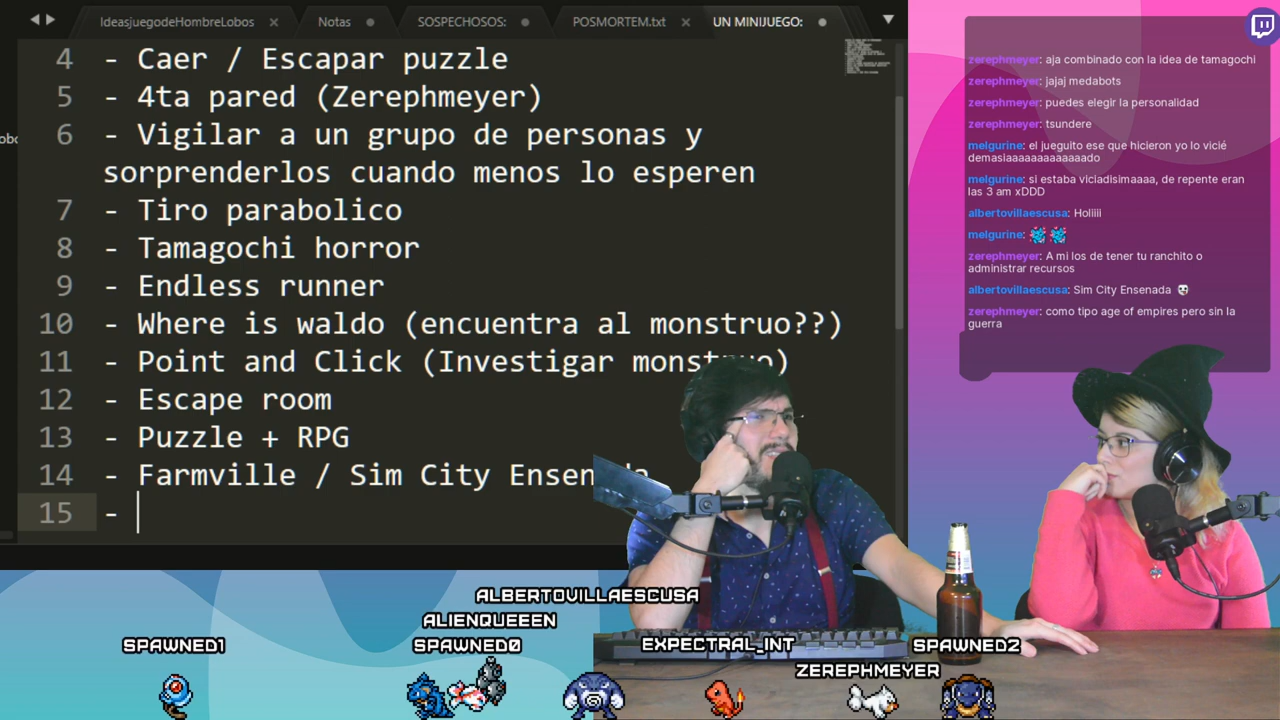 IdeasjuegodeHombreLobos
Notas
SOSPECHOSOS:
POSMORTEM.txt
UN MINIJUEGO:
4 - Caer / Escapar puzzle
5 - 4ta pared (Zerephmeyer)
6 - Vigilar a un grupo de personas y
sorprenderlos cuando menos lo esperen
7 - Tiro parabolico
8 - Tamagochi horror
9 - Endless runner
10 - Where is waldo (encuentra al monstruo??)
11 - Point and Click (Investigar monstruo)
12 - Escape room
13 - Puzzle + RPG
14 - Farmville / Sim City Ensenada
15 -
zerephmeyer: aja combinado con la idea de tamagochi
zerephmeyer: jajaj medabots
zerephmeyer: puedes elegir la personalidad
zerephmeyer: tsundere
melgurine: el jueguito ese que hicieron yo lo vicié
demasiaaaaaaaaaaaaado
melgurine: si estaba viciadisimaaaa, de repente eran
las 3 am xDDD
albertovillaescusa: Holiiii
melgurine:
zerephmeyer: A mi los de tener tu ranchito o
administrar recursos
albertovillaescusa: Sim City Ensenada
zerephmeyer: como tipo age of empires pero sin la
guerra
ALBERTOVILLAESCUSA
ALIENQUEEEN
SPAWNED1
SPAWNED0
EXPECTRAL_INT
SPAWNED2
ZEREPHMEYER